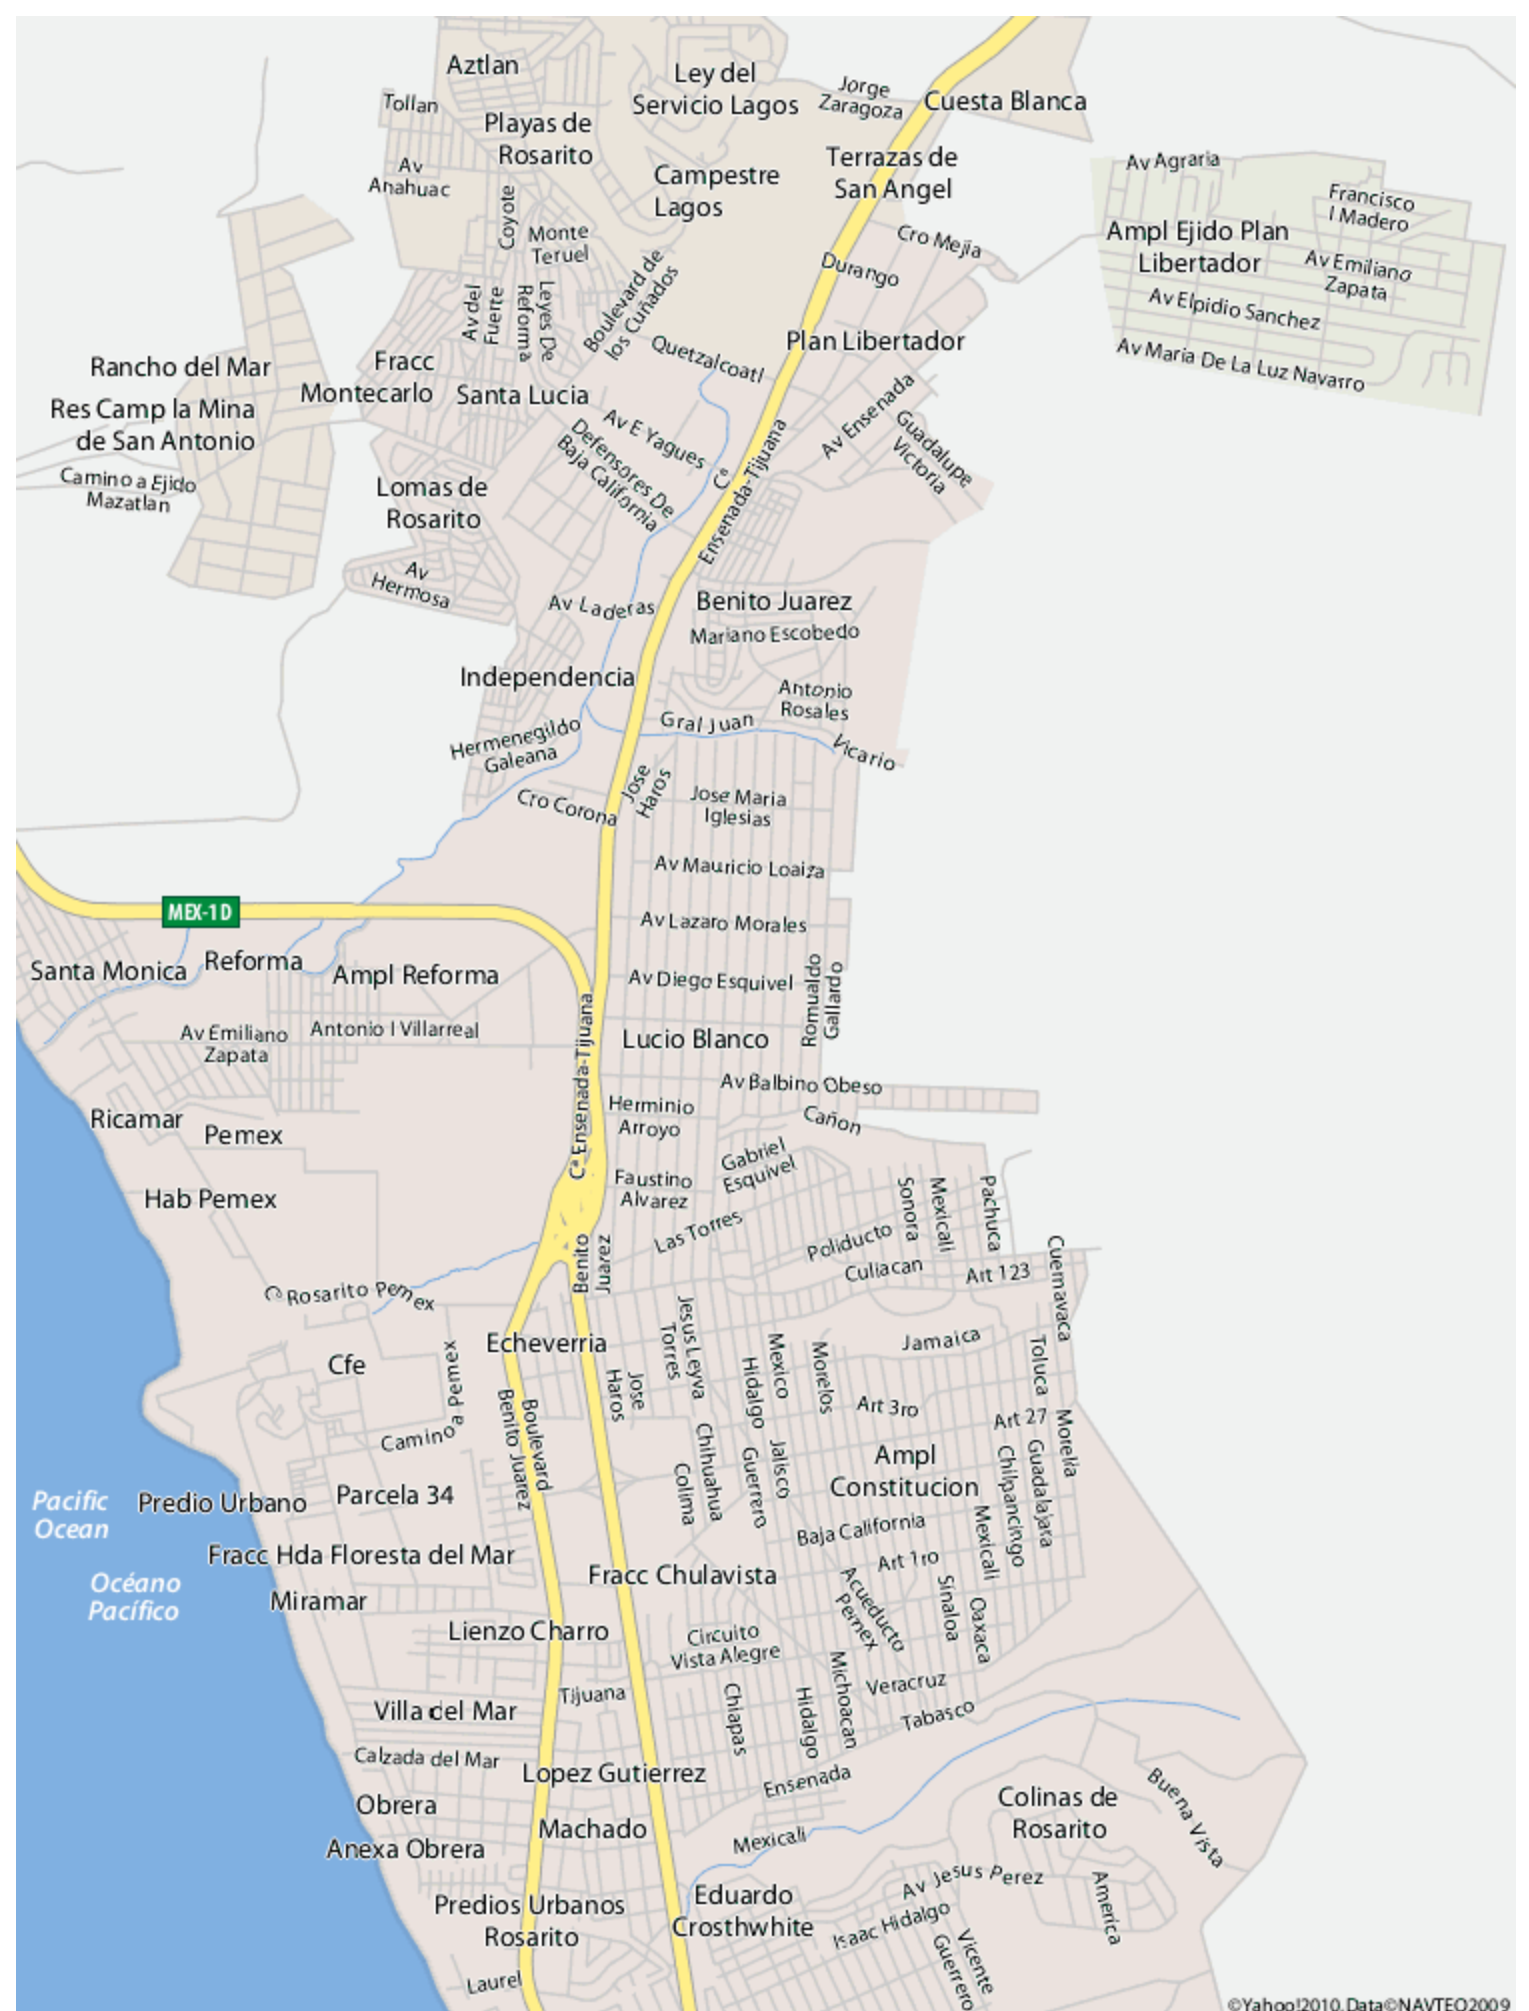 Aztlan
Ley del
Servicio Lagos
Jorge
Zaragoza
Cuesta Blanca
Tollan
Playas de
Rosarito
Av
Anahuac
Campestre
Lagos
Terrazas de
San Angel
Av Agraria
Francisco
I Madero
Coyote
Monte
Teruel
Cro Mejia
Durango
Ampl Ejido Plan
Libertador
Av Emiliano
Zapata
Av Elpidio Sanchez
Av Maria De La Luz Navarro
Av del
Fuerte
Leyes De
Reforma
Boulevard de
los Cuñados
Quetzalcoatl
Plan Libertador
Rancho del Mar
Fracc
Montecarlo
Santa Lucia
Res Camp la Mina
de San Antonio
Av E Yagues
Av Ensenada
Guadalupe
Victoria
Defensores De
Baja California
Camino a Ejido
Mazatlan
Lomas de
Rosarito
Cª
Ensenada-Tijuana
Av
Hermosa
Av Laderas
Benito Juarez
Mariano Escobedo
Independencia
Antonio
Rosales
Gral Juan
Vicario
Hermenegildo
Galeana
Cro Corona
Jose
Haros
Jose Maria
Iglesias
Av Mauricio Loaiza
MEX-1D
Av Lazaro Morales
Santa Monica
Reforma
Ampl Reforma
Av Diego Esquivel
Romualdo
Gallardo
Av Emiliano
Zapata
Antonio I Villarreal
Cª Ensenada-Tijuana
Lucio Blanco
Av Balbino Obeso
Ricamar
Pemex
Herminio
Arroyo
Cañon
Hab Pemex
Faustino
Alvarez
Gabriel
Esquivel
Sonora
Mexicali
Pachuca
Las Torres
Poliducto
Culiacan
Art 123
Cuernavaca
Benito
Juarez
Rosarito Pemex
Echeverria
Cfe
Camino
a Pemex
Jesus Leyva
Torres
Jose
Haros
Mexico
Hidalgo
Morelos
Jamaica
Toluca
Art 3ro
Art 27
Morelia
Boulevard
Benito Juarez
Chihuahua
Colima
Guerrero
Jalisco
Ampl
Constitucion
Chilpancingo
Guadalajara
Pacific
Ocean
Predio Urbano
Parcela 34
Baja California
Mexicali
Fracc Hda Floresta del Mar
Art 1ro
Océano
Pacífico
Miramar
Fracc Chulavista
Acueducto
Pemex
Sinaloa
Oaxaca
Lienzo Charro
Circuito
Vista Alegre
Michoacan
Veracruz
Tijuana
Villa del Mar
Chiapas
Hidalgo
Tabasco
Calzada del Mar
Lopez Gutierrez
Ensenada
Buena Vista
Obrera
Colinas de
Rosarito
Machado
Mexicali
Anexa Obrera
Av Jesus Perez
America
Predios Urbanos
Rosarito
Eduardo
Crosthwhite
Isaac Hidalgo
Vicente
Guerrero
Laurel
©Yahoo!2010, Data©NAVTEQ2009